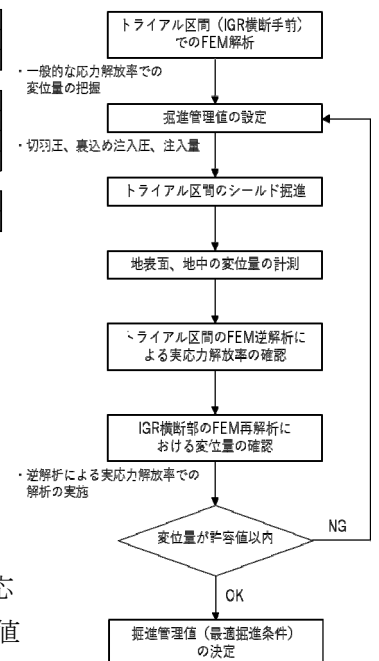 トライアル区間（IGR横断手前）
でのFEM解析
・一般的な応力解放率での
変位量の把握
掘進管理値の設定
・切羽圧、裏込め注入圧、注入量
トライアル区間のシールド掘進
地表面、地中の変位量の計測
トライアル区間のFEM逆解析に
よる実応力解放率の確認
IGR横断部のFEM再解析に
おける変位量の確認
・逆解析による実応力解放率での
解析の実施
変位量が許容値以内
NG
OK
掘進管理値（最適掘進条件）
の決定
応
値